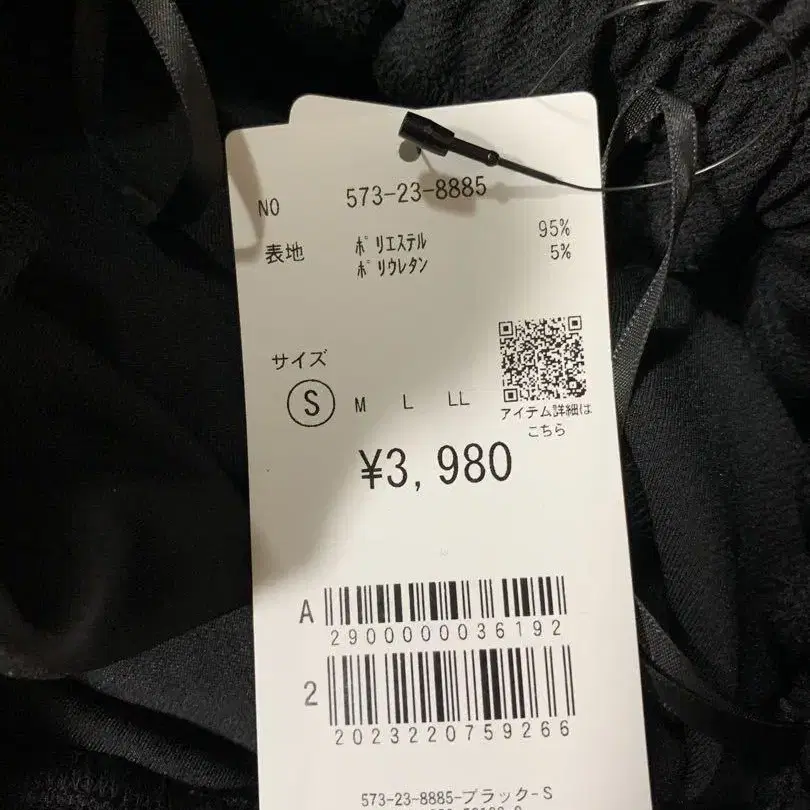 NO 573-23-8885
表地 ポリエステル 95%
ポリウレタン 5%
サイズ
S M L LL
アイテム詳細は
こちら
¥3,980
A
2900000036192
2
2023220759266
573-23-8885-ブラック-S